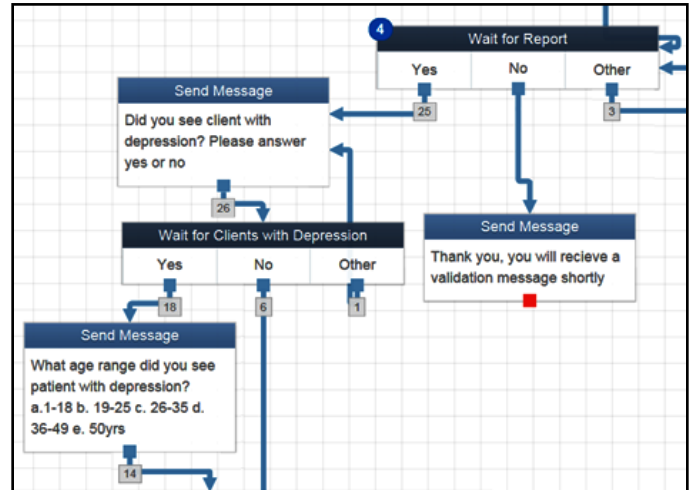 4
Wait for Report
Yes No Other
25
3
Send Message
Did you see client with
depression? Please answer
yes or no
26
Send Message
Thank you, you will recieve a
validation message shortly
Wait for Clients with Depression
Yes No Other
18
6
1
Send Message
What age range did you see
patient with depression?
a.1-18 b. 19-25 c. 26-35 d.
36-49 e. 50yrs
14